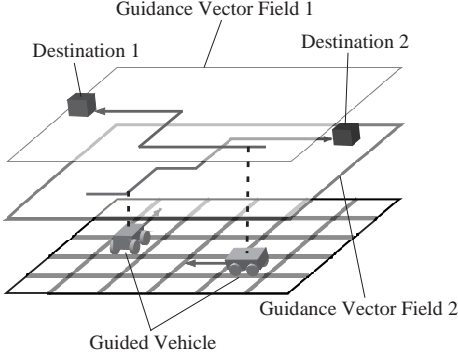 Guidance Vector Field 1
Destination 1
Destination 2
Guidance Vector Field 2
Guided Vehicle